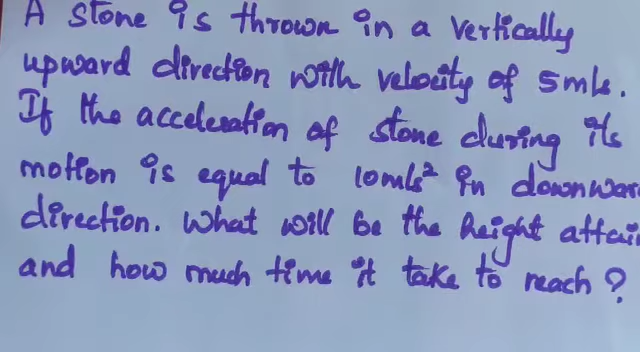 A stone is thrown in a vertically
upward direction with velocity of 5m/s.
If the acceleration of stone during its
motion is equal to 10m/s² in downwar
direction. What will be the height attai
and how much time it take to reach?